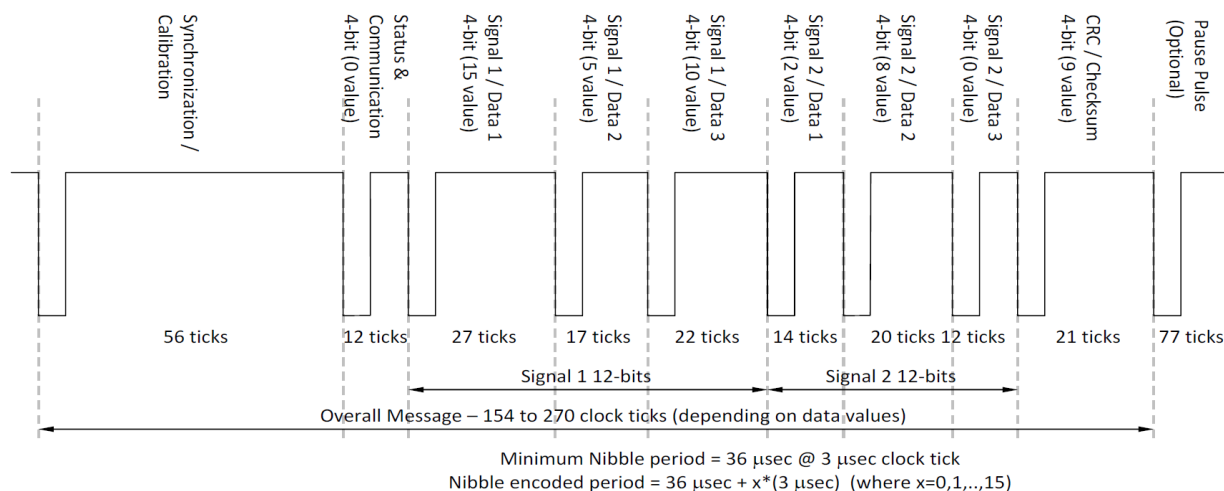 Synchronization /
Calibration
Status &
Communication
4-bit (0 value)
Signal 1 / Data 1
4-bit (15 value)
Signal 1 / Data 2
4-bit (5 value)
Signal 1 / Data 3
4-bit (10 value)
Signal 2 / Data 1
4-bit (2 value)
Signal 2 / Data 2
4-bit (8 value)
Signal 2 / Data 3
4-bit (0 value)
CRC / Checksum
4-bit (9 value)
Pause Pulse
(Optional)
56 ticks
12 ticks
27 ticks
17 ticks
22 ticks
14 ticks
20 ticks
12 ticks
21 ticks
77 ticks
Signal 1 12-bits
Signal 2 12-bits
Overall Message – 154 to 270 clock ticks (depending on data values)
Minimum Nibble period = 36 μsec @ 3 μsec clock tick
Nibble encoded period = 36 μsec + x*(3 μsec) (where x=0,1,..,15)